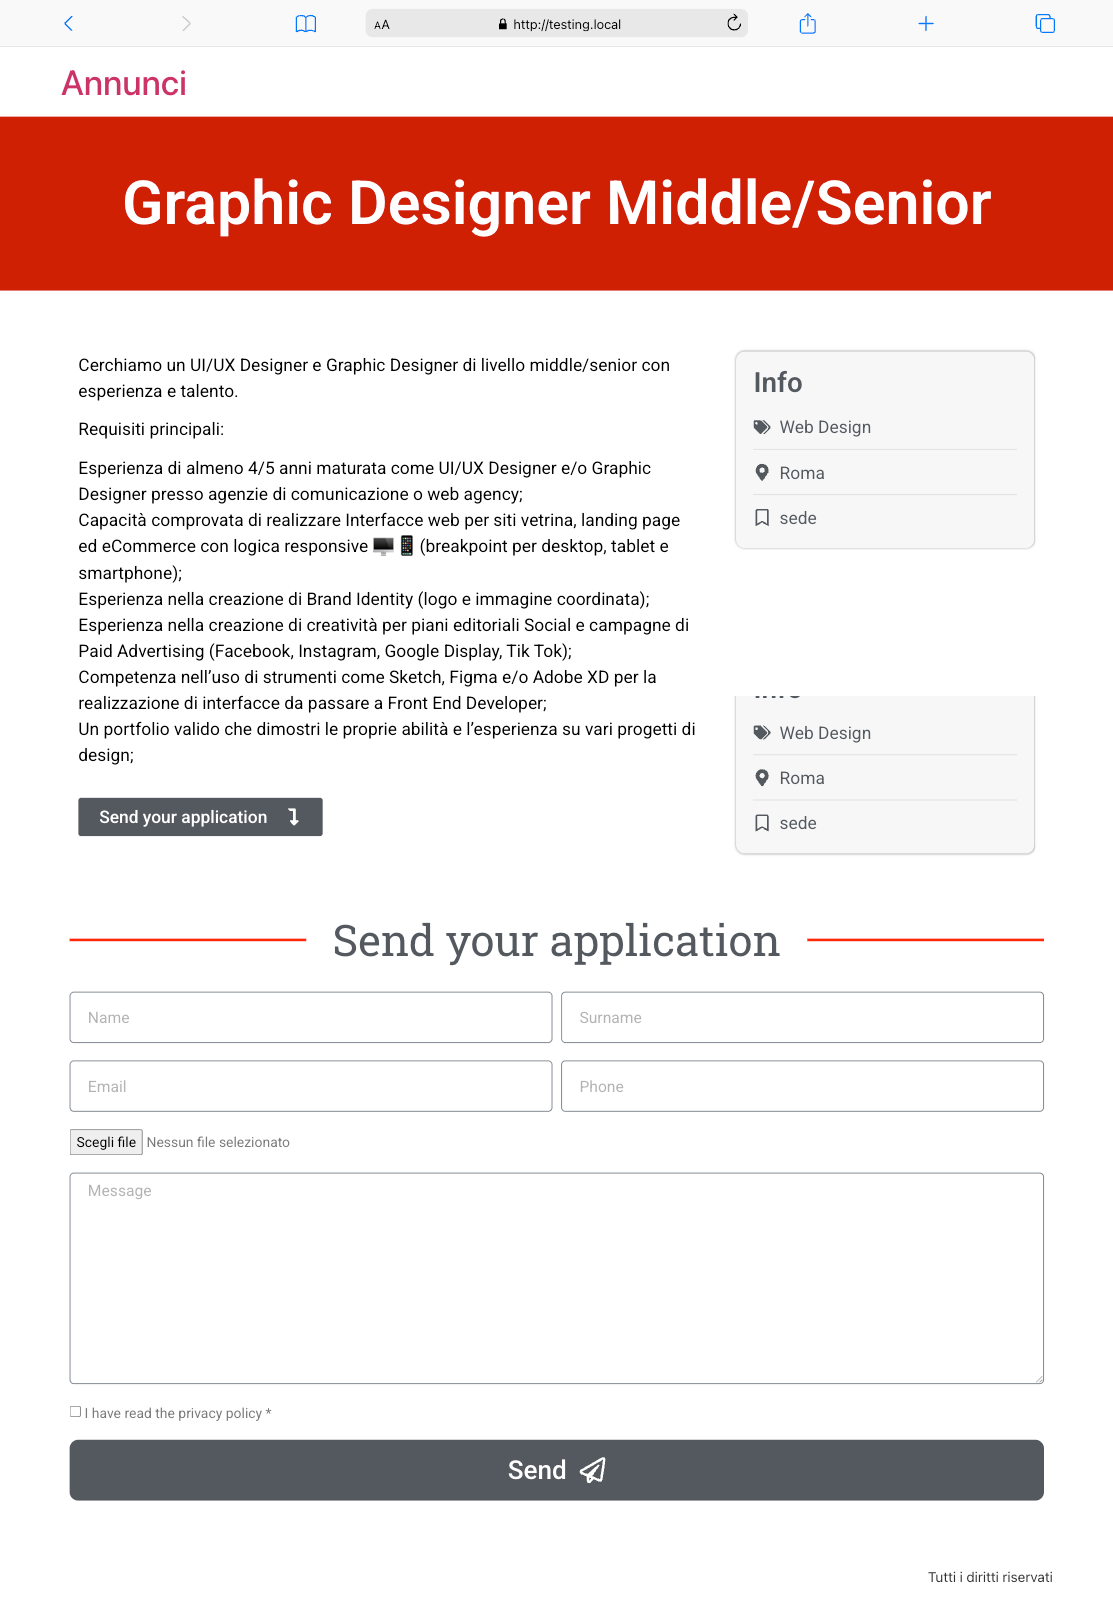 AA
http://testing.local
Annunci
Graphic Designer Middle/Senior
Cerchiamo un UI/UX Designer e Graphic Designer di livello middle/senior con
esperienza e talento.
Requisiti principali:
Esperienza di almeno 4/5 anni maturata come UI/UX Designer e/o Graphic
Designer presso agenzie di comunicazione o web agency;
Capacità comprovata di realizzare Interfacce web per siti vetrina, landing page
ed eCommerce con logica responsive 🖥️📱 (breakpoint per desktop, tablet e
smartphone);
Esperienza nella creazione di Brand Identity (logo e immagine coordinata);
Esperienza nella creazione di creatività per piani editoriali Social e campagne di
Paid Advertising (Facebook, Instagram, Google Display, Tik Tok);
Competenza nell’uso di strumenti come Sketch, Figma e/o Adobe XD per la
realizzazione di interfacce da passare a Front End Developer;
Un portfolio valido che dimostri le proprie abilità e l’esperienza su vari progetti di
design;
Send your application
Info
Web Design
Roma
sede
Web Design
Roma
sede
Send your application
Name
Surname
Email
Phone
Scegli file Nessun file selezionato
Message
I have read the privacy policy *
Send
Tutti i diritti riservati